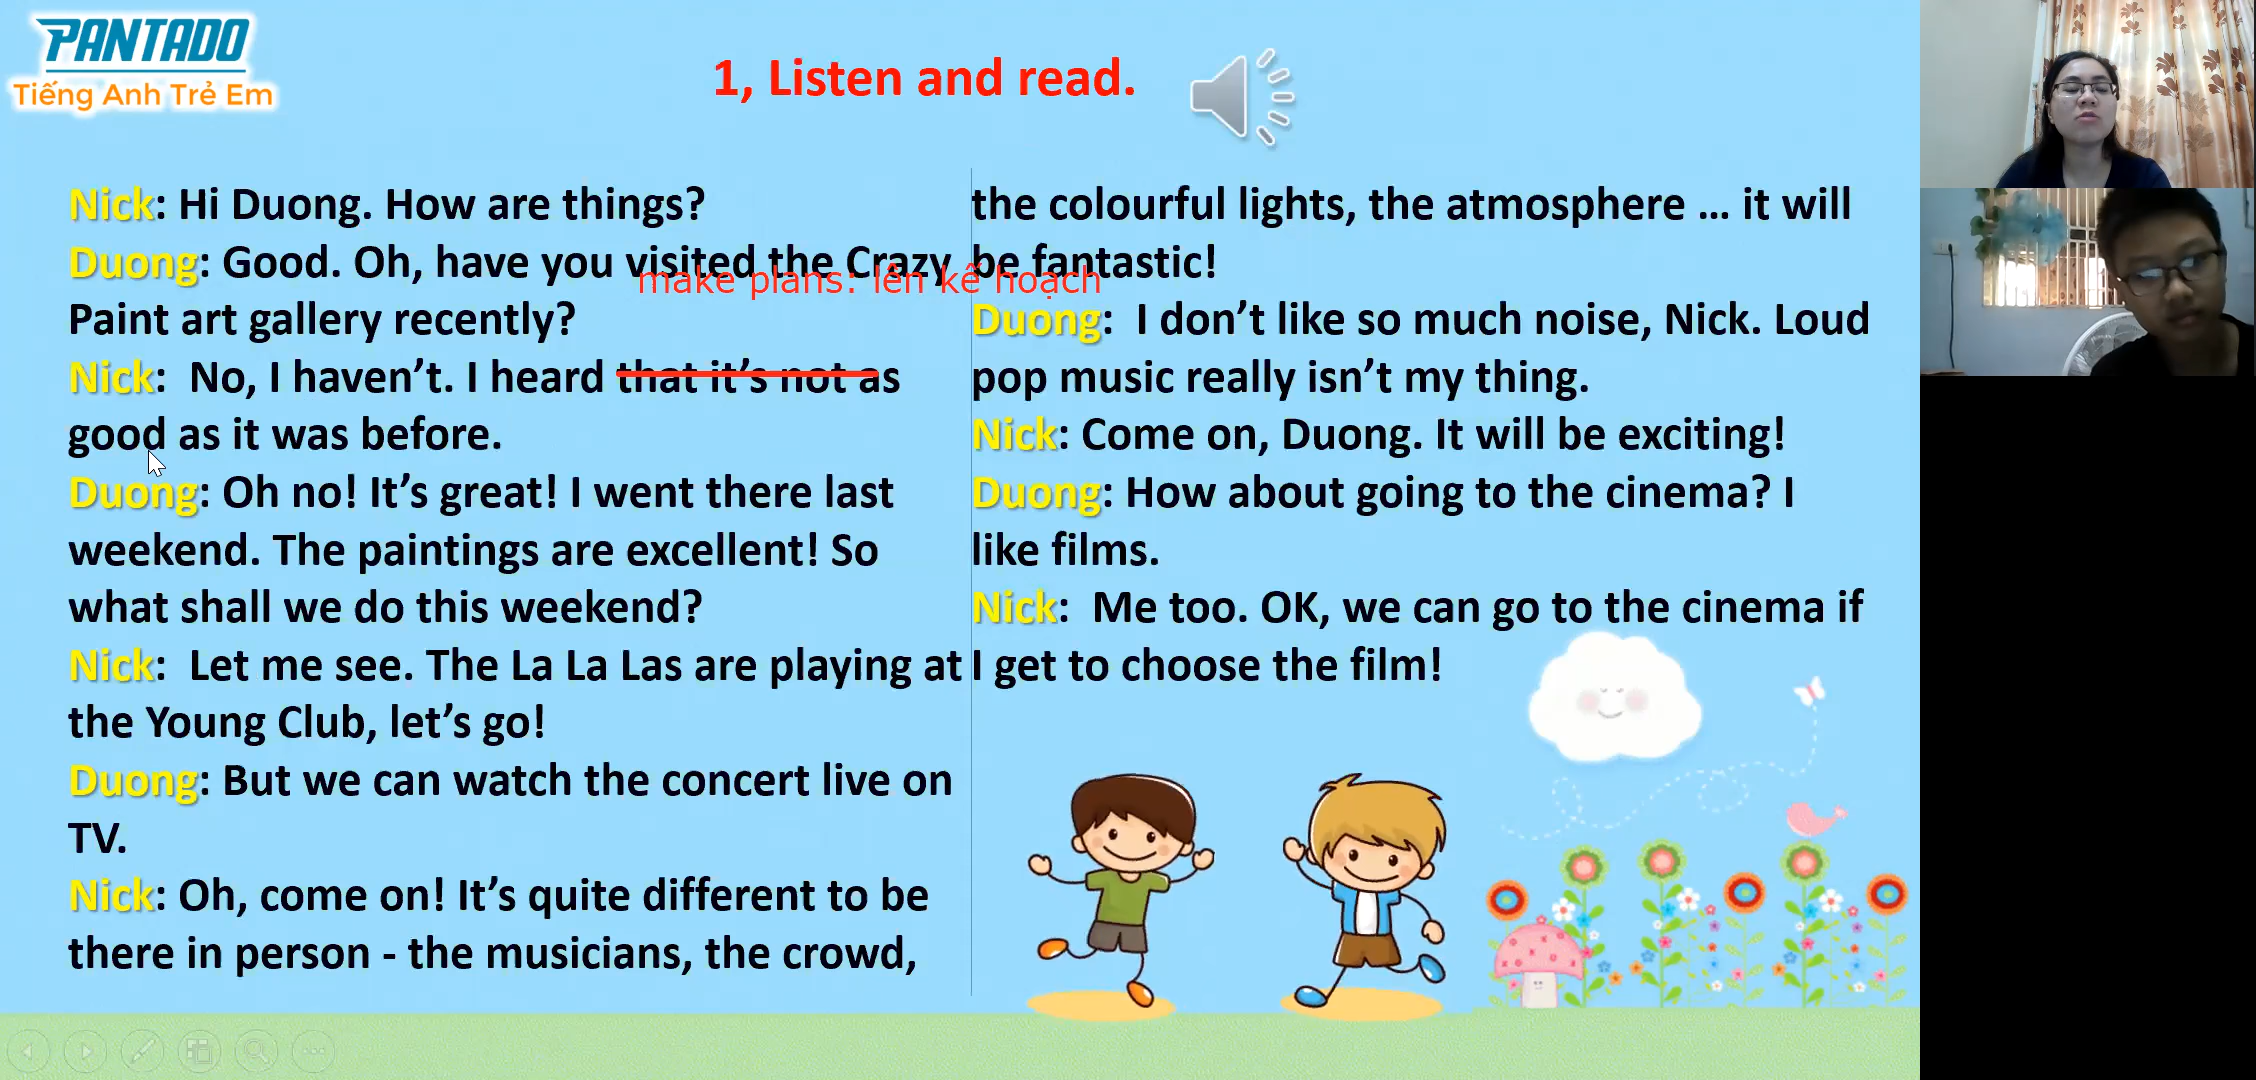 PANTADO
Tiếng Anh Trẻ Em
1, Listen and read.
Nick: Hi Duong. How are things?
Duong: Good. Oh, have you visited the Crazy
Paint art gallery recently?
make plans: lên kế hoạch
Nick: No, I haven’t. I heard that it’s not as
good as it was before.
Duong: Oh no! It’s great! I went there last
weekend. The paintings are excellent! So
what shall we do this weekend?
Nick: Let me see. The La La Las are playing at
the Young Club, let’s go!
Duong: But we can watch the concert live on
TV.
Nick: Oh, come on! It’s quite different to be
there in person - the musicians, the crowd,
the colourful lights, the atmosphere ... it will
be fantastic!
Duong: I don’t like so much noise, Nick. Loud
pop music really isn’t my thing.
Nick: Come on, Duong. It will be exciting!
Duong: How about going to the cinema? I
like films.
Nick: Me too. OK, we can go to the cinema if
I get to choose the film!